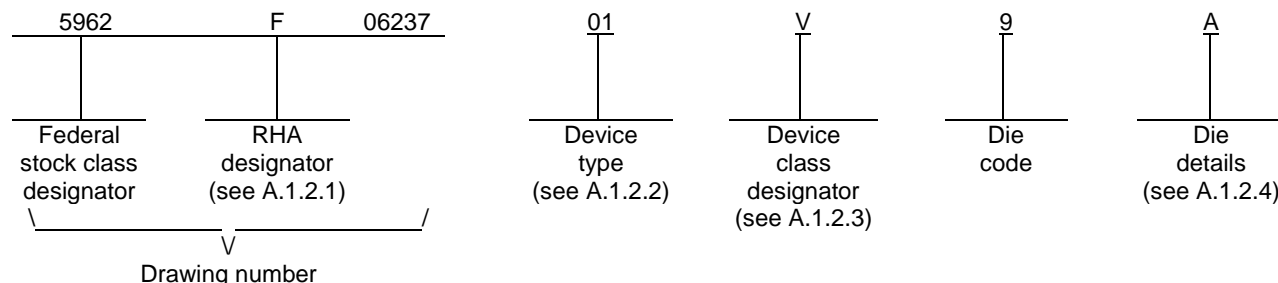 5962 F 06237 01 V 9 A
Federal stock class designator
RHA designator (see A.1.2.1)
Device type (see A.1.2.2)
Device class designator (see A.1.2.3)
Die code
Die details (see A.1.2.4)
\ /
\/
Drawing number